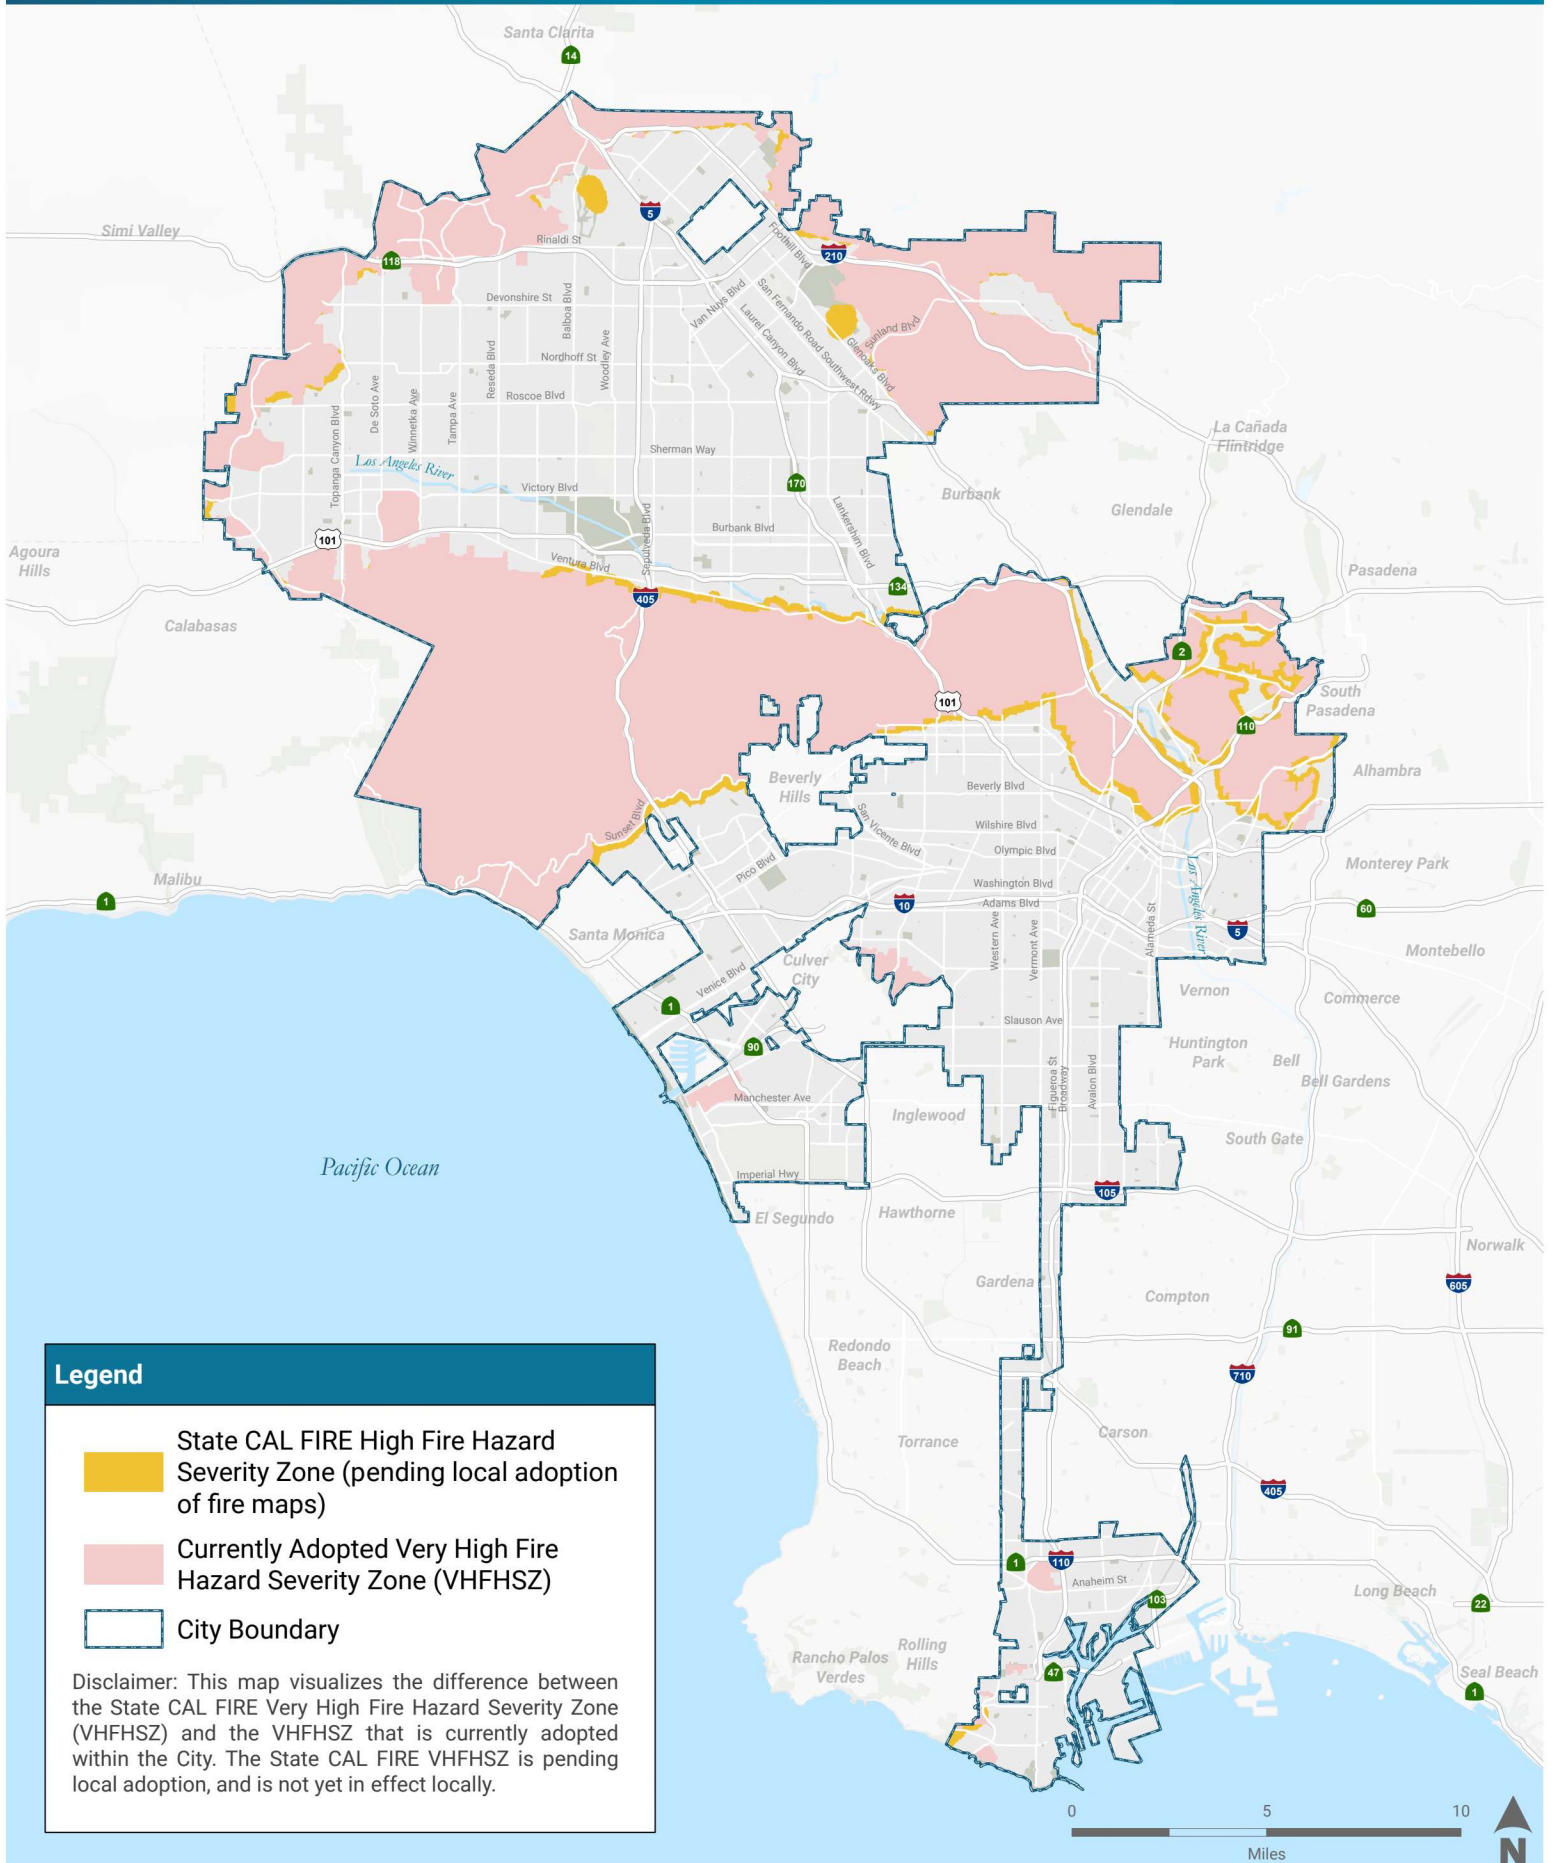 Santa Clarita
14
Simi Valley
5
Rinaldi St
118
Foothill Blvd
210
Devonshire St
Balboa Blvd
Van Nuys Blvd
San Fernando Road Southwest Rdwy
Laurel Canyon Blvd
Sunland Blvd
Glenoaks Blvd
Woodley Ave
Nordhoff St
Reseda Blvd
Roscoe Blvd
De Soto Ave
Winnetka Ave
Tampa Ave
Topanga Canyon Blvd
La Cañada
Flintridge
Sherman Way
Los Angeles River
Victory Blvd
170
Burbank
Glendale
Lankershim Blvd
Sepulveda Blvd
Burbank Blvd
101
Agoura
Hills
Ventura Blvd
Pasadena
134
405
Calabasas
2
South
Pasadena
101
110
Alhambra
Beverly
Hills
Beverly Blvd
Sunset Blvd
San Vicente Blvd
Wilshire Blvd
Olympic Blvd
Pico Blvd
Monterey Park
Malibu
Washington Blvd
1
10
Adams Blvd
Los Angeles River
60
Western Ave
Vermont Ave
Alameda St
5
Santa Monica
Montebello
Culver
City
Venice Blvd
Vernon
Commerce
1
Slauson Ave
90
Huntington
Park
Bell
Bell Gardens
Figueroa St
Broadway
Avalon Blvd
Manchester Ave
Inglewood
South Gate
Pacific Ocean
Imperial Hwy
105
El Segundo
Hawthorne
Norwalk
Gardena
605
Compton
91
Redondo
Beach
710
Legend
State CAL FIRE High Fire Hazard
Severity Zone (pending local adoption
of fire maps)
Currently Adopted Very High Fire
Hazard Severity Zone (VHFHSZ)
City Boundary
Disclaimer: This map visualizes the difference between
the State CAL FIRE Very High Fire Hazard Severity Zone
(VHFHSZ) and the VHFHSZ that is currently adopted
within the City. The State CAL FIRE VHFHSZ is pending
local adoption, and is not yet in effect locally.
Torrance
Carson
405
1
110
Anaheim St
103
Long Beach
22
Rancho Palos
Verdes
Rolling
Hills
47
Seal Beach
1
0 5 10
Miles
N